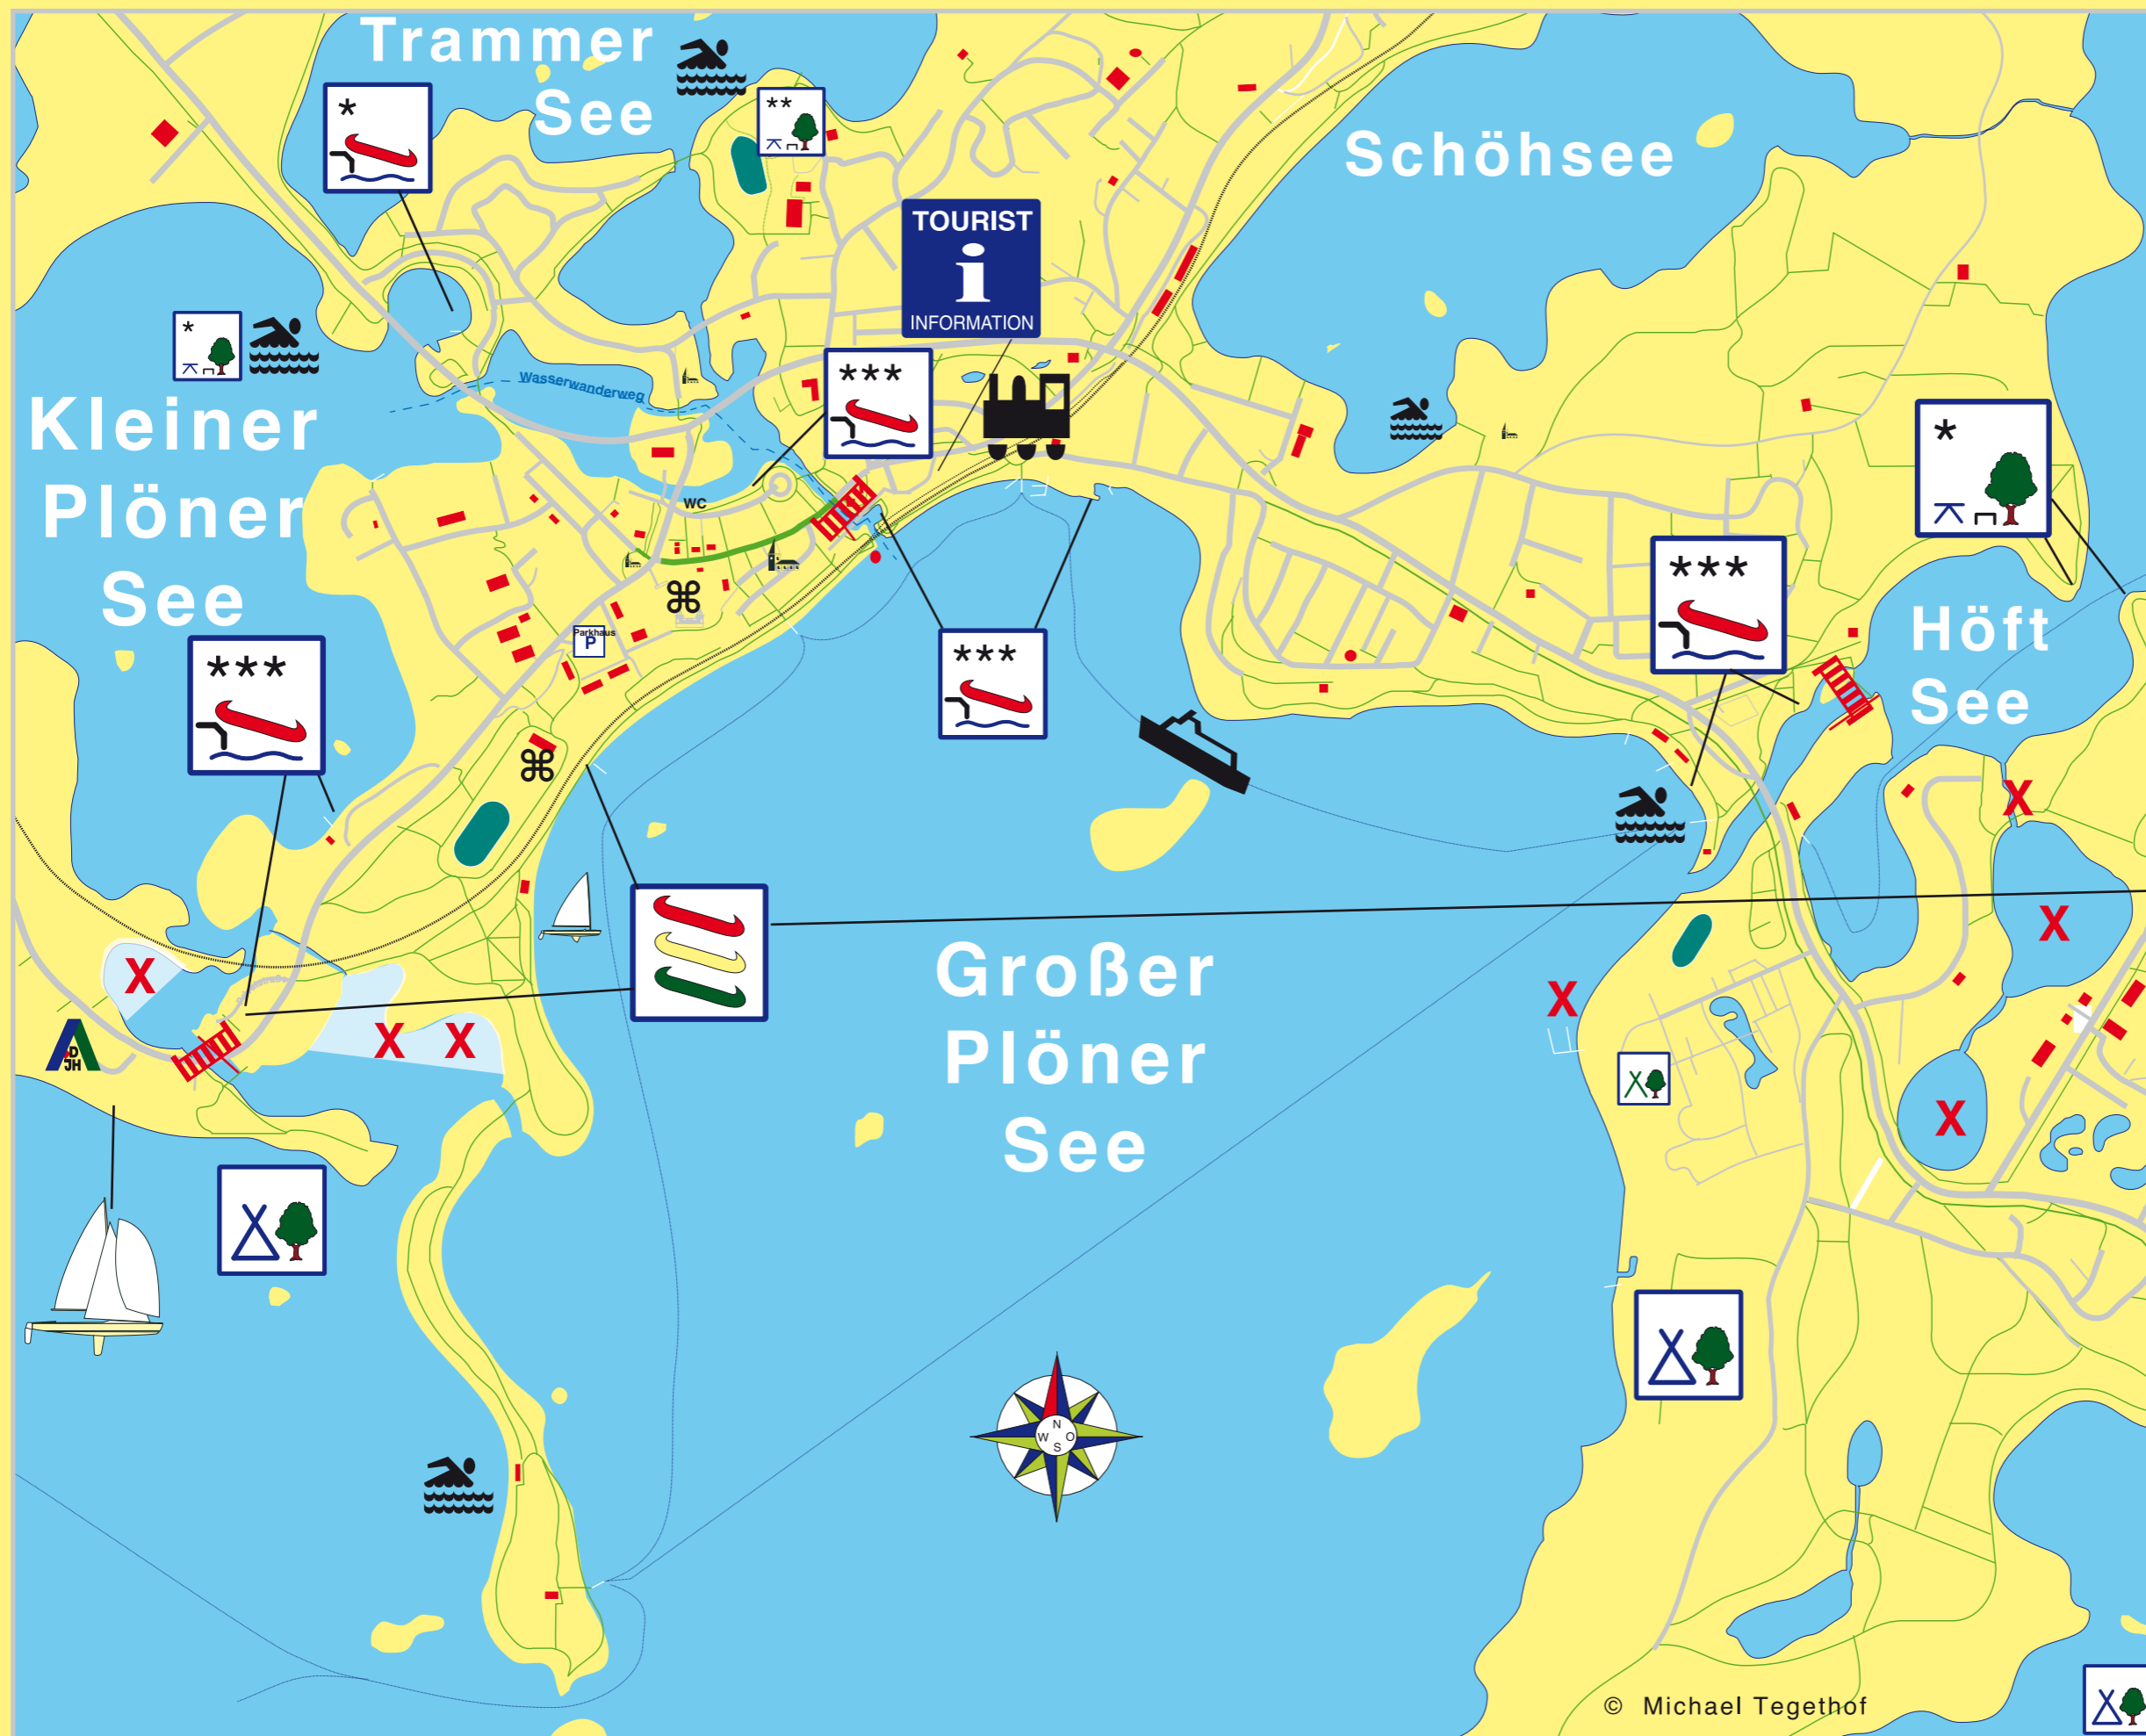 Trammer
See
*
**
Schöhsee
TOURIST
i
INFORMATION
*
Wasserwanderweg
***
Kleiner
Plöner
See
*
WC
***
Höft
See
Parkhaus
P
***
***
X
X
X
X
X
X
X
Großer
Plöner
See
DJH
N
W O
S
© Michael Tegethof